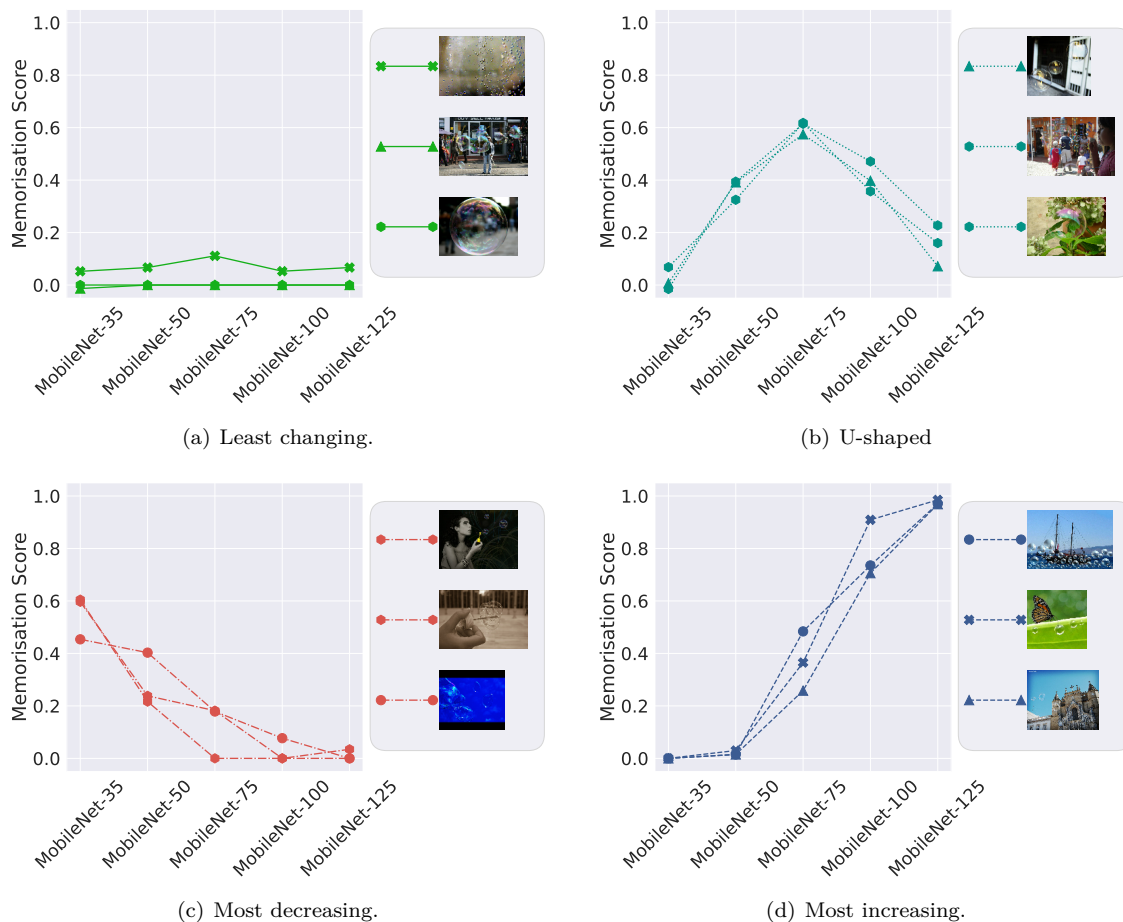 1.0
0.8
0.6
0.4
0.2
0.0
Memorisation Score
MobileNet-35
MobileNet-50
MobileNet-75
MobileNet-100
MobileNet-125
(a) Least changing.
1.0
0.8
0.6
0.4
0.2
0.0
Memorisation Score
MobileNet-35
MobileNet-50
MobileNet-75
MobileNet-100
MobileNet-125
(b) U-shaped
1.0
0.8
0.6
0.4
0.2
0.0
Memorisation Score
MobileNet-35
MobileNet-50
MobileNet-75
MobileNet-100
MobileNet-125
(c) Most decreasing.
1.0
0.8
0.6
0.4
0.2
0.0
Memorisation Score
MobileNet-35
MobileNet-50
MobileNet-75
MobileNet-100
MobileNet-125
(d) Most increasing.